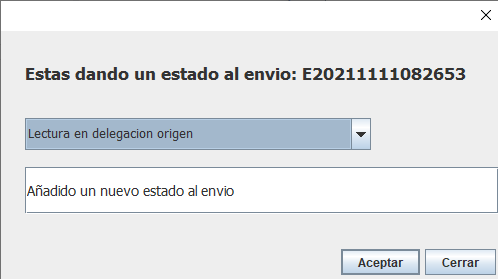 Estas dando un estado al envio: E20211111082653
Lectura en delegacion origen
Añadido un nuevo estado al envio
Aceptar
Cerrar